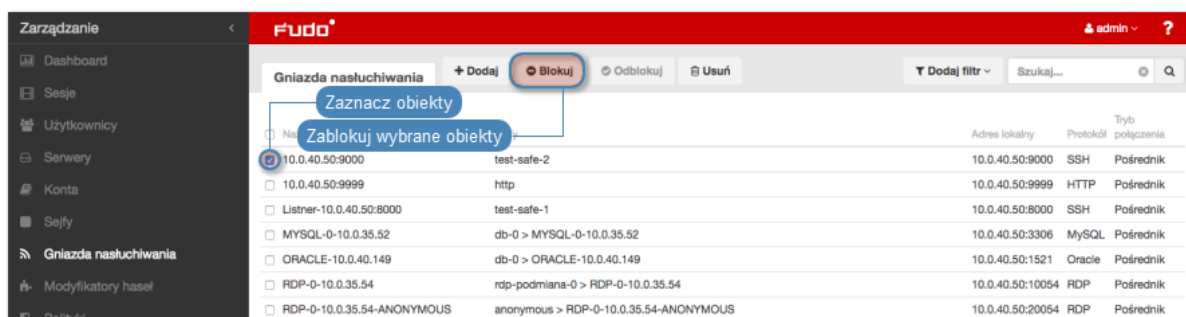 Zarządzanie
Fudo
admin
?
Dashboard
Gniazda nasłuchiwania
+ Dodaj
Blokuj
Odblokuj
Usuń
Dodaj filtr
Szukaj...
Sesje
Zaznacz obiekty
Użytkownicy
Zablokuj wybrane obiekty
Adres lokalny
Protokół
Tryb połączenia
Serwery
10.0.40.50:9000 test-safe-2 10.0.40.50:9000 SSH Pośrednik
Konta
10.0.40.50:9999 http 10.0.40.50:9999 HTTP Pośrednik
Sejfy
Listner-10.0.40.50:8000 test-safe-1 10.0.40.50:8000 SSH Pośrednik
MYSQL-0-10.0.35.52 db-0 > MYSQL-0-10.0.35.52 10.0.40.50:3306 MySQL Pośrednik
Gniazda nasłuchiwania
ORACLE-10.0.40.149 db-0 > ORACLE-10.0.40.149 10.0.40.50:1521 Oracle Pośrednik
Modyfikatory haseł
RDP-0-10.0.35.54 rdp-podmiana-0 > RDP-0-10.0.35.54 10.0.40.50:10054 RDP Pośrednik
RDP-0-10.0.35.54-ANONYMOUS anonymous > RDP-0-10.0.35.54-ANONYMOUS 10.0.40.50:20054 RDP Pośrednik